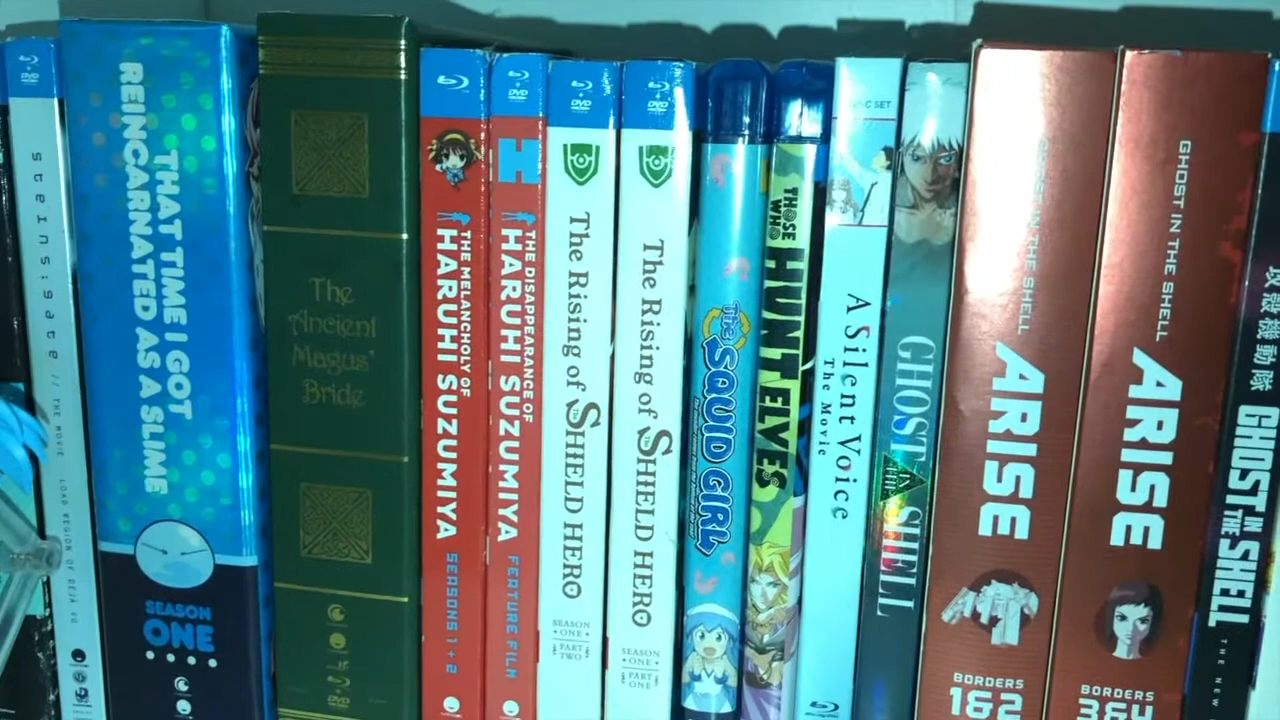 steins;gate // THE MOVIE
LOAD REGION OF DÉJÀ VU
THAT TIME I GOT
REINCARNATED AS A SLIME
SEASON
ONE
The
Ancient
Magus'
Bride
THE MELANCHOLY OF
HARUHI SUZUMIYA
SEASONS 1 + 2
H
THE DISAPPEARANCE OF
HARUHI SUZUMIYA
FEATURE FILM
The Rising of
The SHIELD HERO
SEASON
ONE
PART
TWO
The Rising of
The SHIELD HERO
SEASON
ONE
PART
ONE
The SQUID GIRL
THOSE
WHO
HUNT ELVES
A Silent Voice
The Movie
GHOST
IN THE
SHELL
GHOST IN THE SHELL
ARISE
BORDERS
1&2
GHOST IN THE SHELL
ARISE
BORDERS
3&4
攻殻機動隊
GHOST IN
THE SHELL
THE NEW